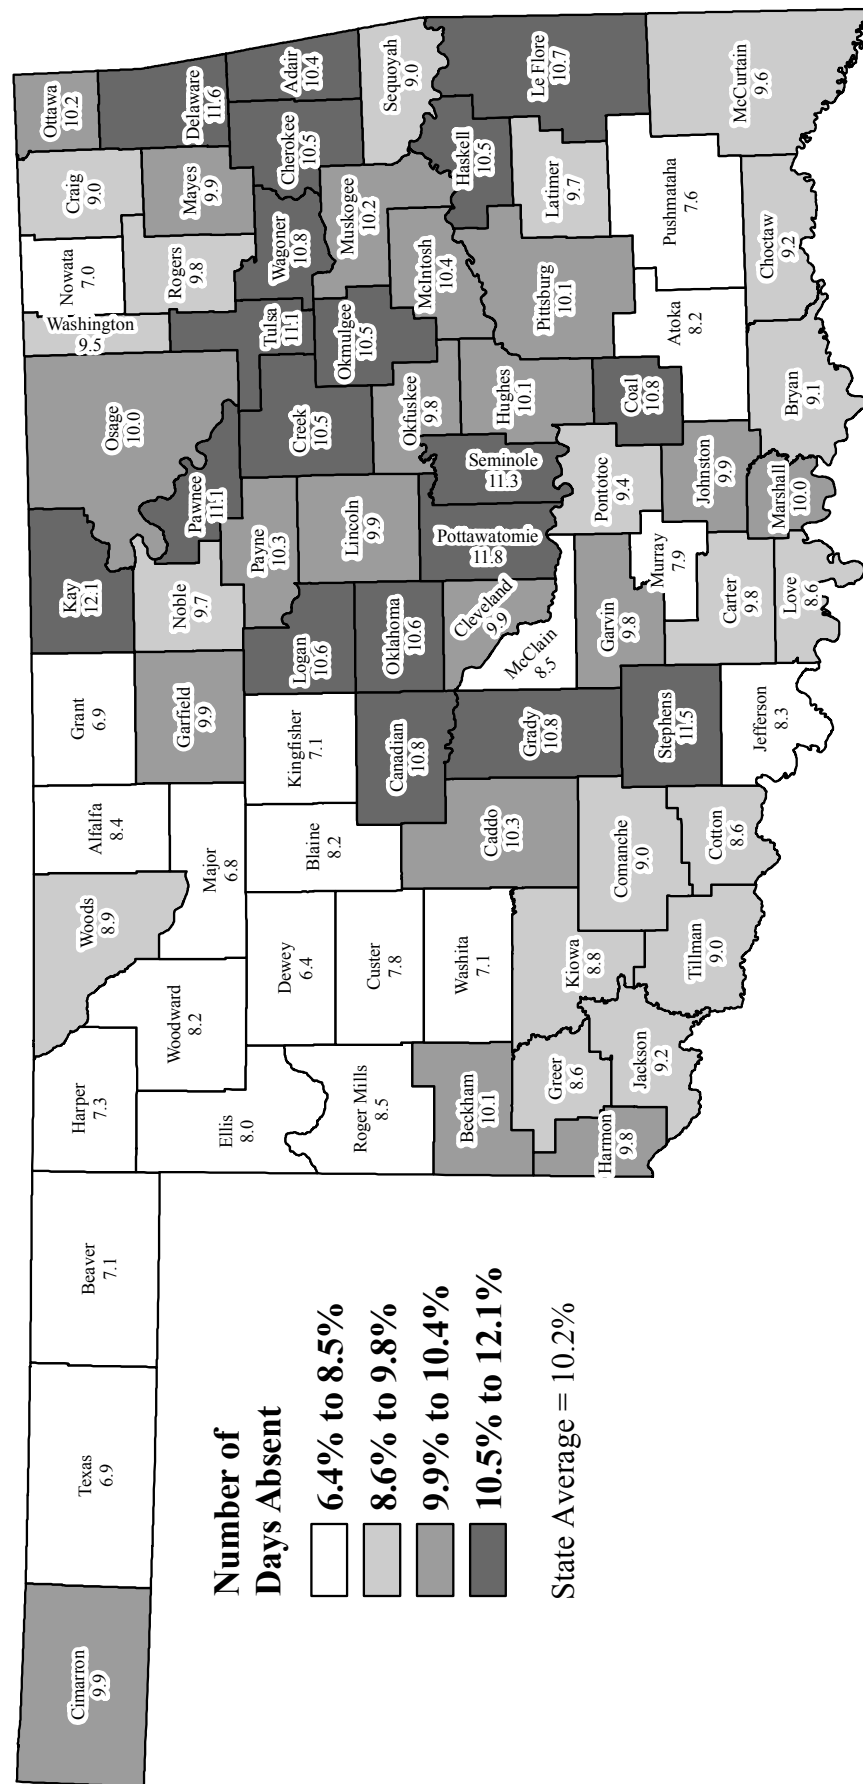 Cimarron
9.9
Texas
6.9
Beaver
7.1
Harper
7.3
Woods
8.9
Alfalfa
8.4
Grant
6.9
Kay
12.1
Osage
10.0
Washington
9.5
Nowata
7.0
Craig
9.0
Ottawa
10.2
Ellis
8.0
Woodward
8.2
Major
6.8
Garfield
9.9
Noble
9.7
Pawnee
11.1
Rogers
9.8
Mayes
9.9
Delaware
11.6
Roger Mills
8.5
Dewey
6.4
Blaine
8.2
Kingfisher
7.1
Logan
10.6
Payne
10.3
Creek
10.5
Tulsa
11.1
Wagoner
10.8
Cherokee
10.5
Adair
10.4
Custer
7.8
Canadian
10.8
Oklahoma
10.6
Lincoln
9.9
Okfuskee
9.8
Okmulgee
10.5
Muskogee
10.2
Sequoyah
9.0
Beckham
10.1
Washita
7.1
Caddo
10.3
Grady
10.8
McClain
8.5
Cleveland
9.9
Pottawatomie
11.8
Seminole
11.3
Hughes
10.1
McIntosh
10.4
Haskell
10.5
Le Flore
10.7
Harmon
9.8
Greer
8.6
Kiowa
8.8
Comanche
9.0
Stephens
11.5
Garvin
9.8
Murray
7.9
Pontotoc
9.4
Coal
10.8
Pittsburg
10.1
Latimer
9.7
Jackson
9.2
Tillman
9.0
Cotton
8.6
Jefferson
8.3
Carter
9.8
Johnston
9.9
Atoka
8.2
Pushmataha
7.6
McCurtain
9.6
Love
8.6
Marshall
10.0
Bryan
9.1
Choctaw
9.2
Number of
Days Absent
6.4% to 8.5%
8.6% to 9.8%
9.9% to 10.4%
10.5% to 12.1%
State Average = 10.2%